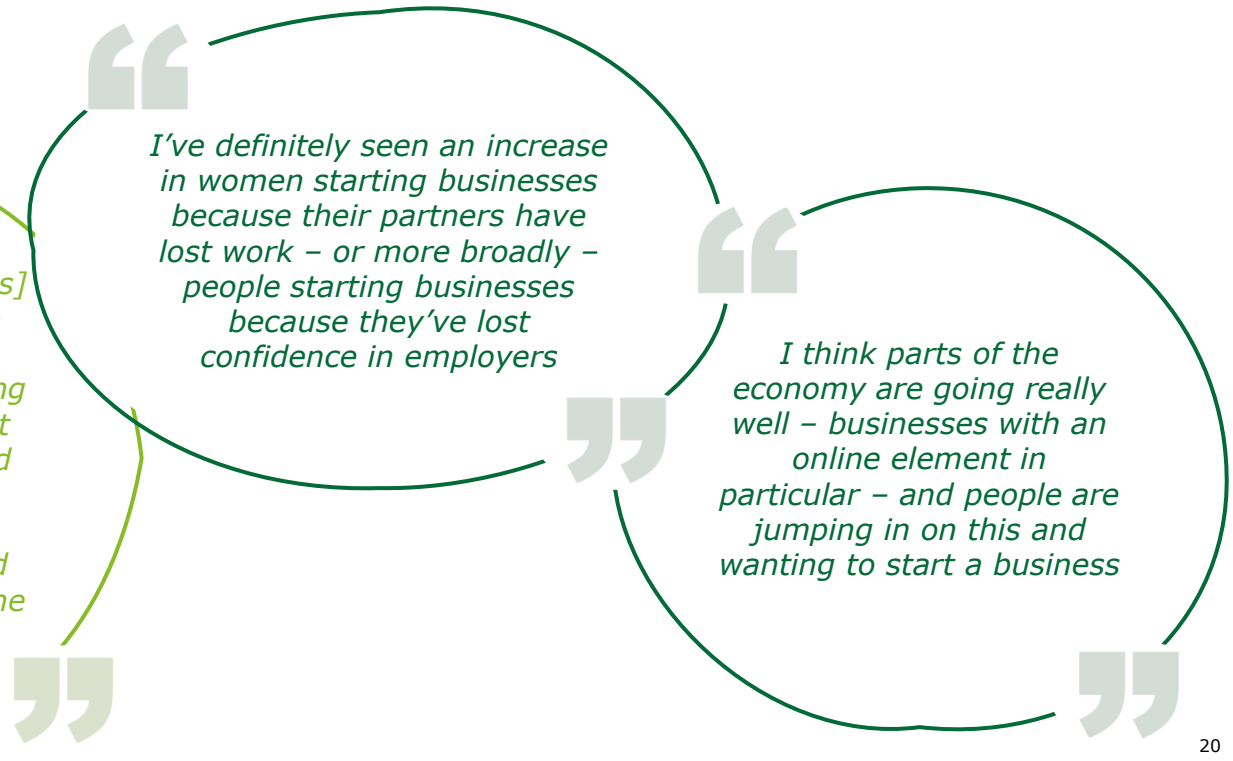 I've definitely seen an increase
in women starting businesses
because their partners have
lost work – or more broadly –
people starting businesses
because they've lost
confidence in employers
I think parts of the
economy are going really
well – businesses with an
online element in
particular – and people are
jumping in on this and
wanting to start a business
20